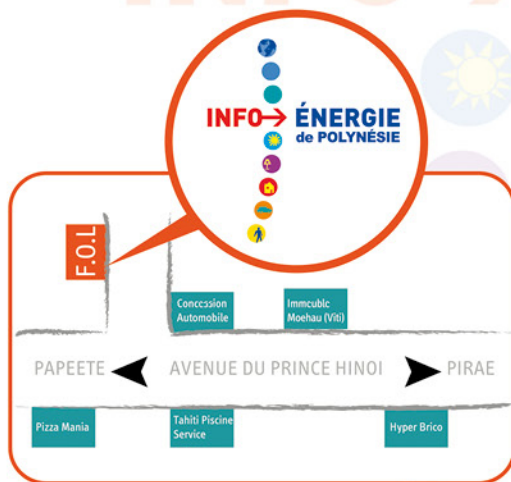 INFO→ ÉNERGIE
de POLYNÉSIE
F.O.L
Concession
Automobile
Immeuble
Moehau (Viti)
PAPEETE
AVENUE DU PRINCE HINOI
PIRAE
Pizza Mania
Tahiti Piscine
Service
Hyper Brico